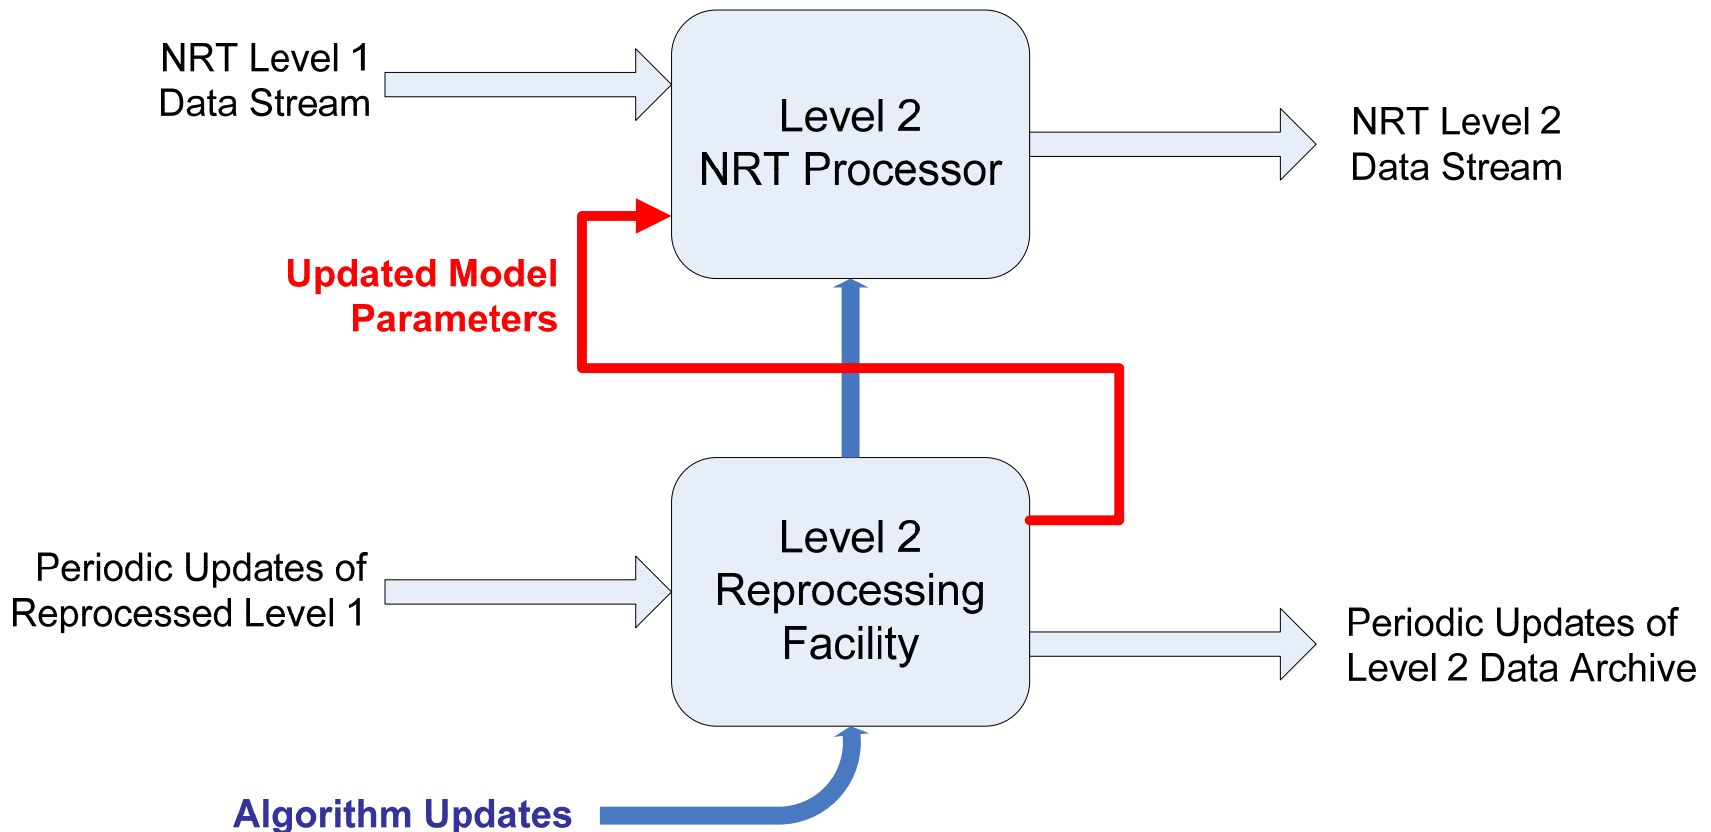 NRT Level 1
Data Stream
Level 2
NRT Processor
NRT Level 2
Data Stream
Updated Model
Parameters
Periodic Updates of
Reprocessed Level 1
Level 2
Reprocessing
Facility
Periodic Updates of
Level 2 Data Archive
Algorithm Updates